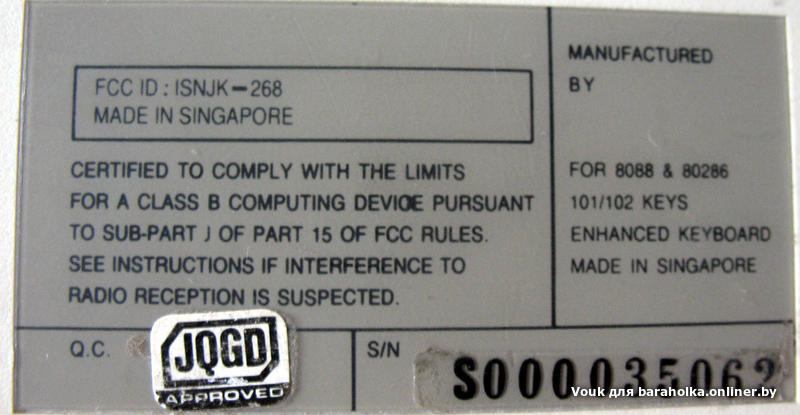 FCC ID : ISNJK-268
MADE IN SINGAPORE
CERTIFIED TO COMPLY WITH THE LIMITS
FOR A CLASS B COMPUTING DEVICE PURSUANT
TO SUB-PART J OF PART 15 OF FCC RULES.
SEE INSTRUCTIONS IF INTERFERENCE TO
RADIO RECEPTION IS SUSPECTED.
MANUFACTURED
BY
FOR 8088 & 80286
101/102 KEYS
ENHANCED KEYBOARD
MADE IN SINGAPORE
Q.C.
JQGD
APPROVED
S/N
S000035062
Vouk для baraholka.onliner.by